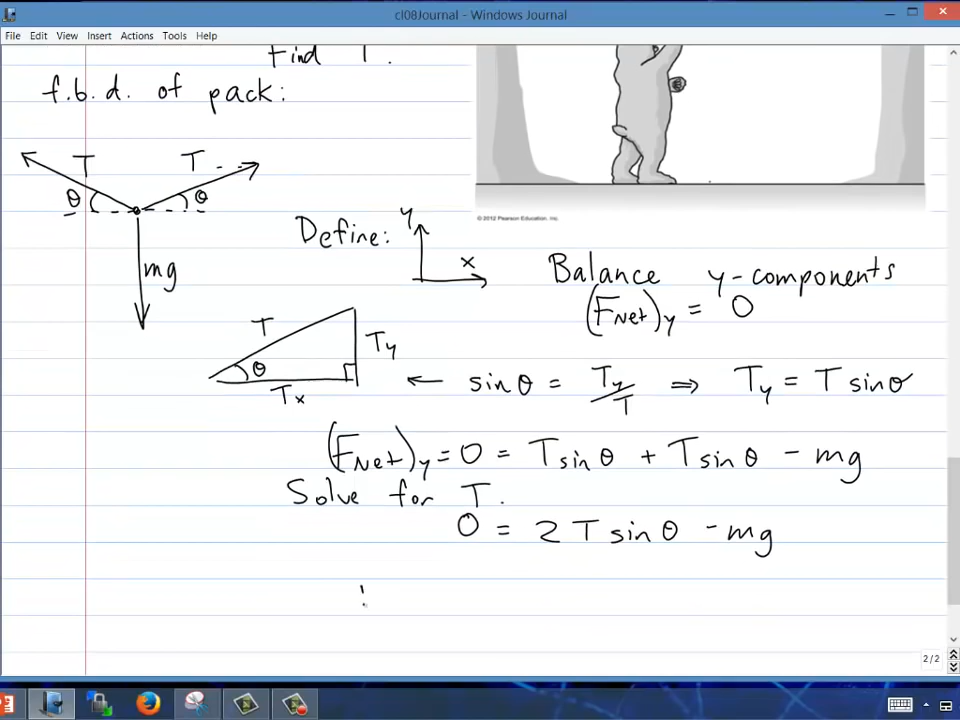 cl08Journal - Windows Journal
File Edit View Insert Actions Tools Help
Find T.
f.b.d. of pack:
T T
θ θ
mg
© 2012 Pearson Education, Inc.
Define: y
x
Balance y-components
(FNet)y = 0
T
θ
Ty
Tx
← sinθ = Ty/T ⇒ Ty = T sinθ
(FNet)y = 0 = T sin θ + T sin θ - mg
Solve for T.
0 = 2 T sin θ - mg
2/2